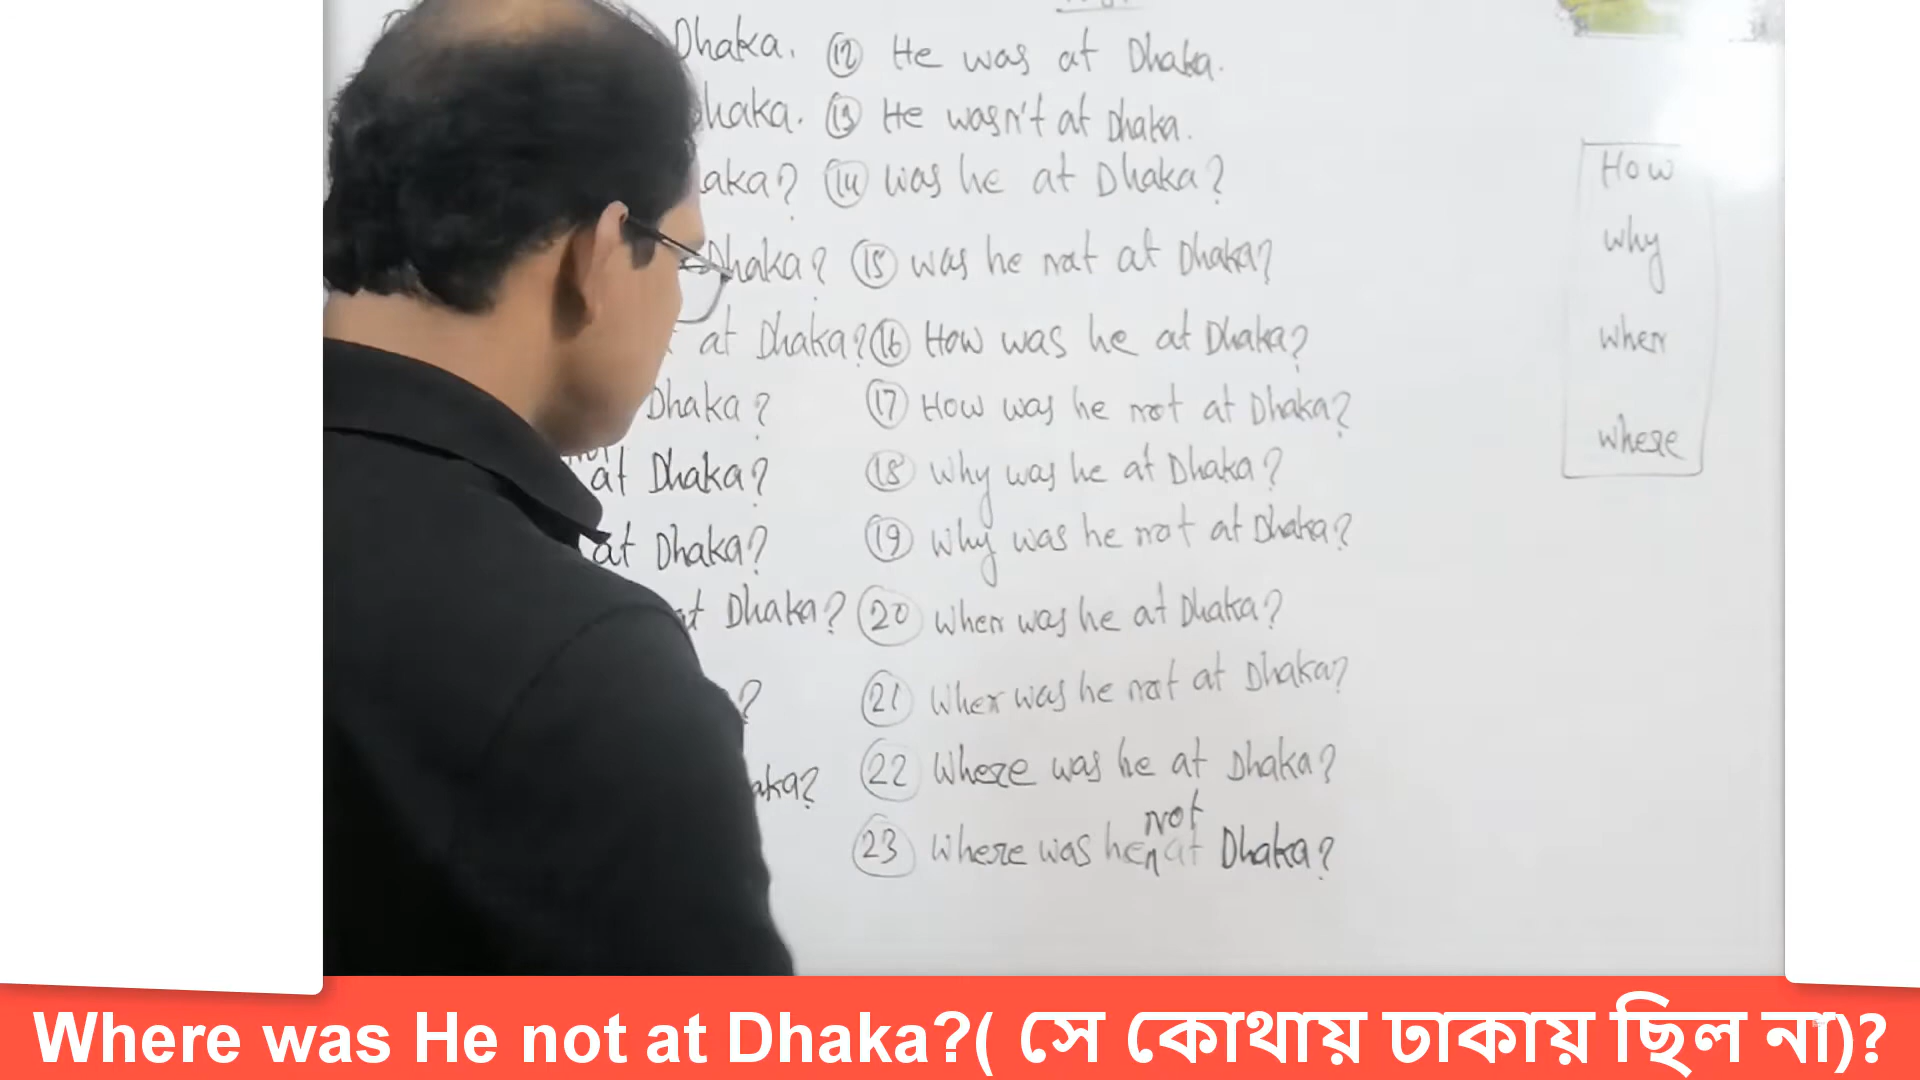 Dhaka. 12 He was at Dhaka.
Dhaka. 13 He wasn't at Dhaka.
aka? 14 was he at Dhaka?
Dhaka? 15 was he not at Dhaka?
at Dhaka? 16 How was he at Dhaka?
Dhaka? 17 How was he not at Dhaka?
not
at Dhaka? 18 Why was he at Dhaka?
at Dhaka? 19 Why was he not at Dhaka?
at Dhaka? 20 When was he at Dhaka?
? 21 When was he not at Dhaka?
aka? 22 Where was he at Dhaka?
not
23 Where was he at Dhaka?
How
why
when
where
Where was He not at Dhaka?( সে কোথায় ঢাকায় ছিল না)?